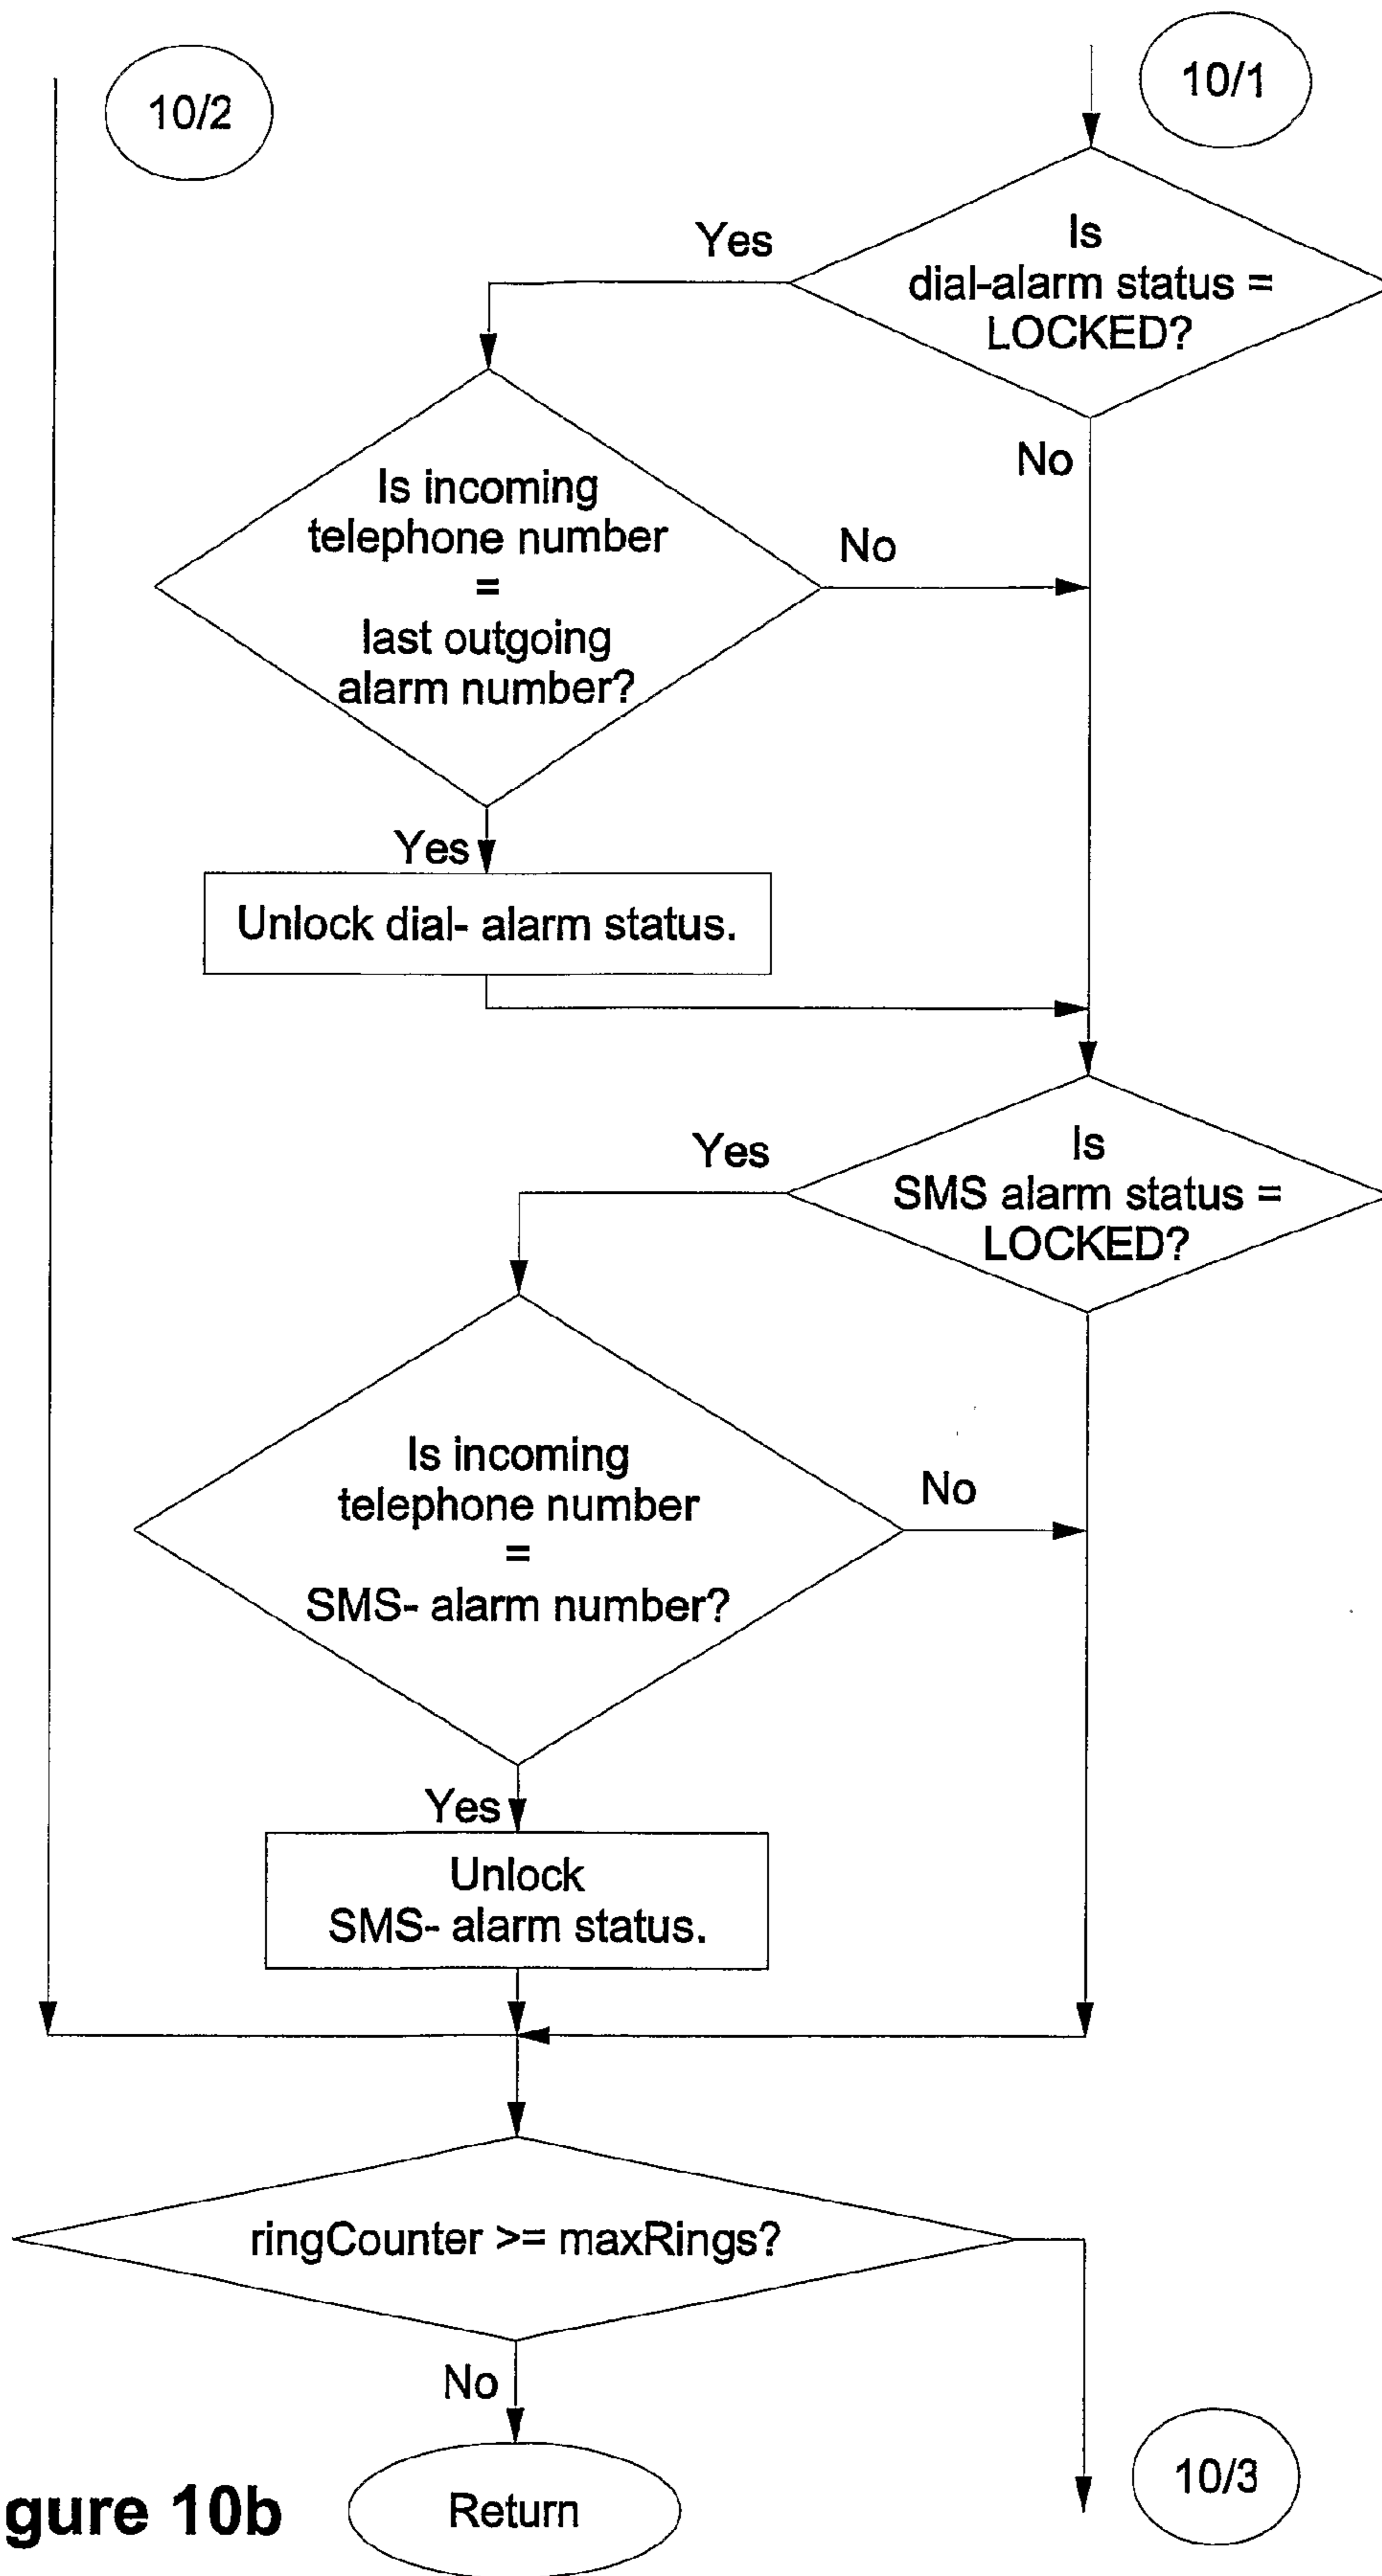 10/2
10/1
Is
dial-alarm status =
LOCKED?
Yes
No
Is incoming
telephone number
=
last outgoing
alarm number?
No
Yes
Unlock dial- alarm status.
Is
SMS alarm status =
LOCKED?
Yes
Is incoming
telephone number
=
SMS- alarm number?
No
Yes
Unlock
SMS- alarm status.
ringCounter >= maxRings?
No
Return
10/3
gure 10b